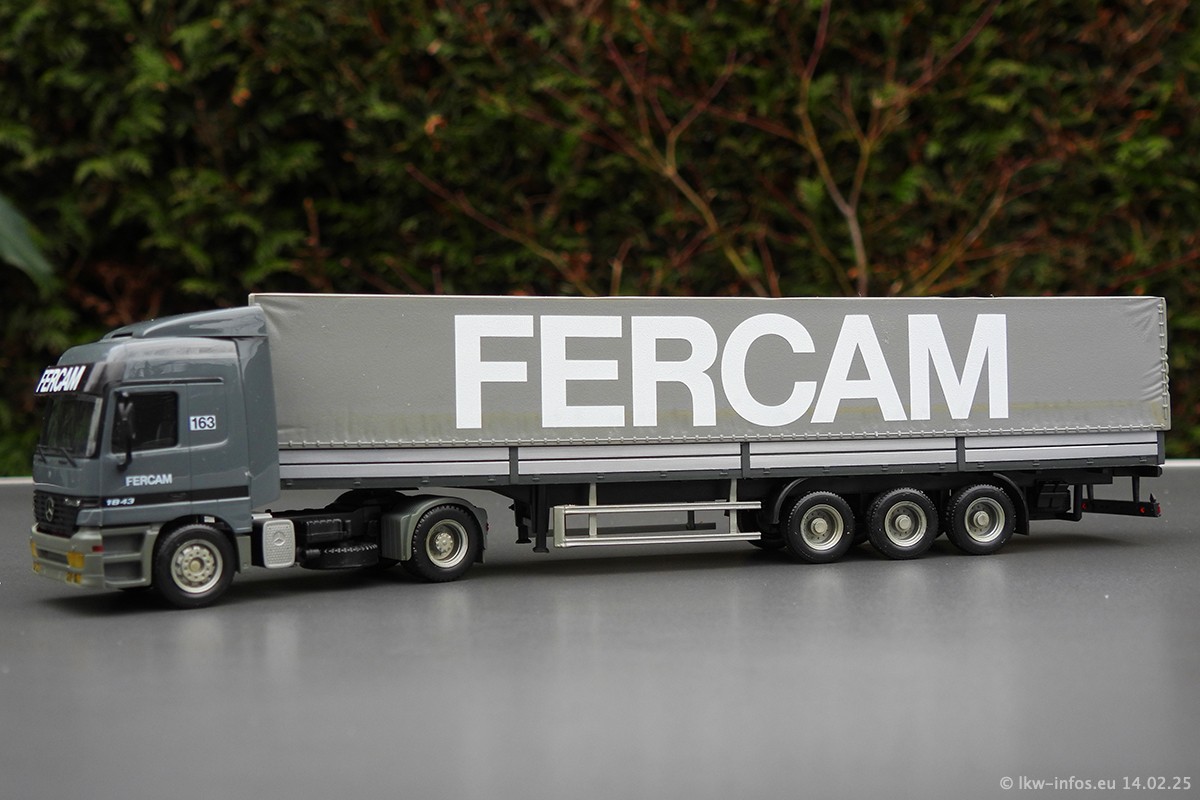 FERCAM
FERCAM
163
FERCAM
1843
© lkw-infos.eu 14.02.25